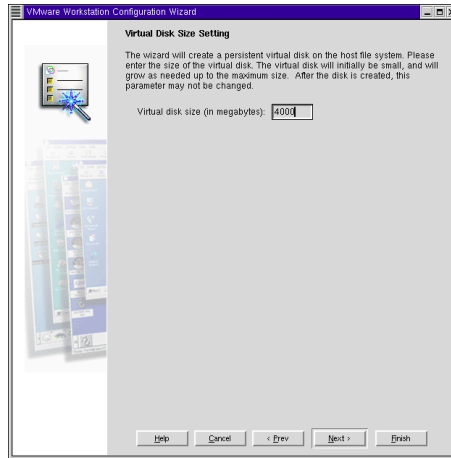 VMware Workstation Configuration Wizard
Virtual Disk Size Setting
The wizard will create a persistent virtual disk on the host file system. Please
enter the size of the virtual disk. The virtual disk will initially be small, and will
grow as needed up to the maximum size. After the disk is created, this
parameter may not be changed.
Virtual disk size (in megabytes): 4000
Help Cancel < Prev Next > Finish